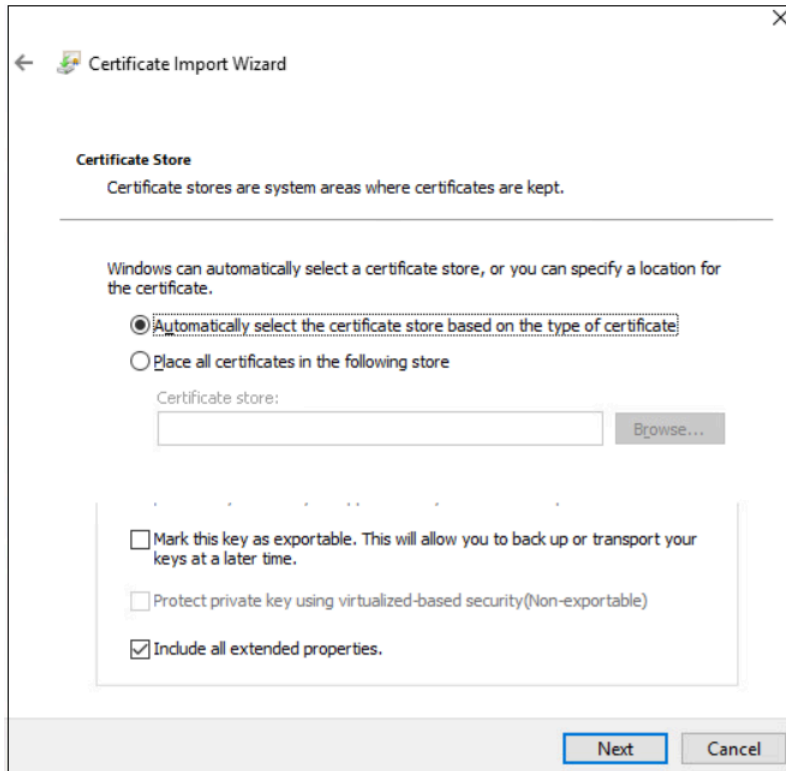 Certificate Import Wizard
Certificate Store
Certificate stores are system areas where certificates are kept.
Windows can automatically select a certificate store, or you can specify a location for
the certificate.
Automatically select the certificate store based on the type of certificate
Place all certificates in the following store
Certificate store:
Browse...
Mark this key as exportable. This will allow you to back up or transport your
keys at a later time.
Protect private key using virtualized-based security(Non-exportable)
Include all extended properties.
Next Cancel